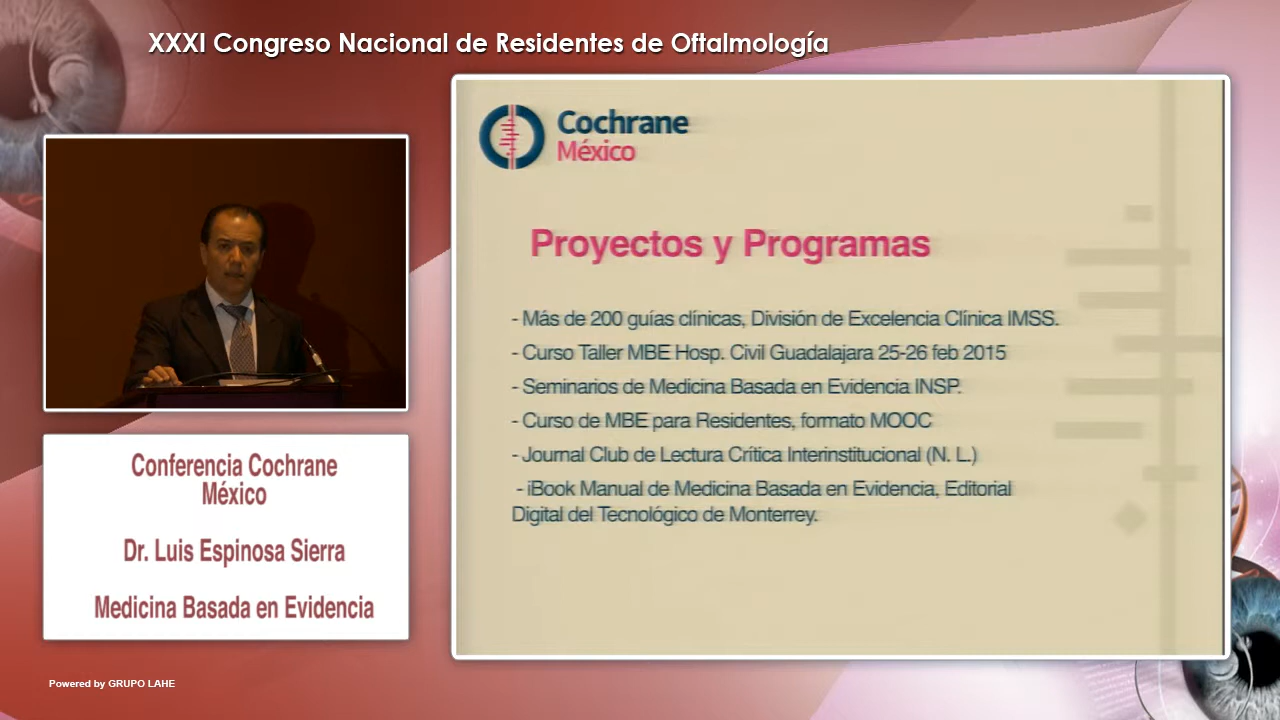 XXXI Congreso Nacional de Residentes de Oftalmología
Cochrane
México
Proyectos y Programas
- Más de 200 guías clínicas, División de Excelencia Clínica IMSS.
- Curso Taller MBE Hosp. Civil Guadalajara 25-26 feb 2015
- Seminarios de Medicina Basada en Evidencia INSP.
- Curso de MBE para Residentes, formato MOOC
- Journal Club de Lectura Crítica Interinstitucional (N. L.)
- iBook Manual de Medicina Basada en Evidencia, Editorial
Digital del Tecnológico de Monterrey.
Conferencia Cochrane
México
Dr. Luis Espinosa Sierra
Medicina Basada en Evidencia
Powered by GRUPO LAHE